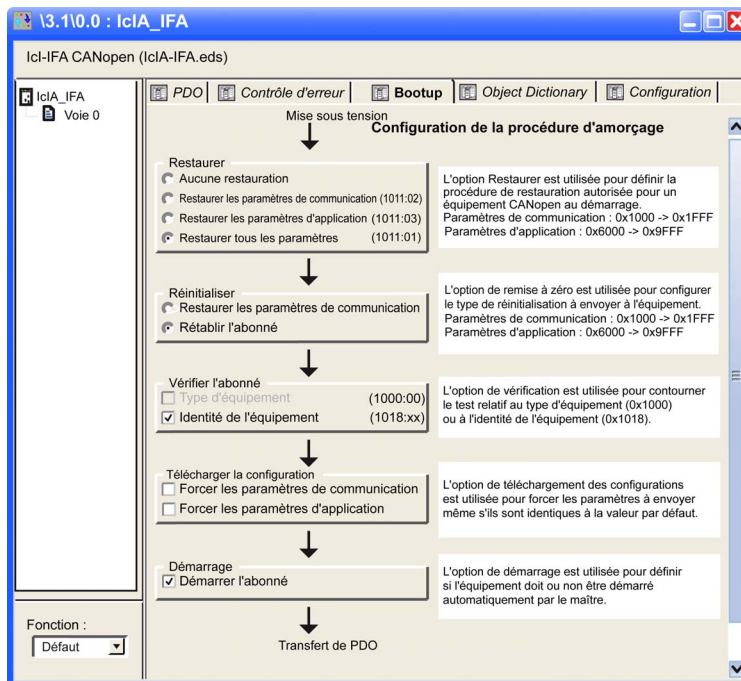 \3.1\0.0 : IcIA_IFA
IcI-IFA CANopen (IcIA-IFA.eds)
IcIA_IFA
Voie 0
PDO
Contrôle d'erreur
Bootup
Object Dictionary
Configuration
Mise sous tension
Configuration de la procédure d'amorçage
Restaurer
Aucune restauration
Restaurer les paramètres de communication (1011:02)
Restaurer les paramètres d'application (1011:03)
Restaurer tous les paramètres (1011:01)
L'option Restaurer est utilisée pour définir la
procédure de restauration autorisée pour un
équipement CANopen au démarrage.
Paramètres de communication : 0x1000 -> 0x1FFF
Paramètres d'application : 0x6000 -> 0x9FFF
Réinitialiser
Restaurer les paramètres de communication
Rétablir l'abonné
L'option de remise à zéro est utilisée pour configurer
le type de réinitialisation à envoyer à l'équipement.
Paramètres de communication : 0x1000 -> 0x1FFF
Paramètres d'application : 0x6000 -> 0x9FFF
Vérifier l'abonné
Type d'équipement (1000:00)
Identité de l'équipement (1018:xx)
L'option de vérification est utilisée pour contourner
le test relatif au type d'équipement (0x1000)
ou à l'identité de l'équipement (0x1018).
Télécharger la configuration
Forcer les paramètres de communication
Forcer les paramètres d'application
L'option de téléchargement des configurations
est utilisée pour forcer les paramètres à envoyer
même s'ils sont identiques à la valeur par défaut.
Démarrage
Démarrer l'abonné
L'option de démarrage est utilisée pour définir
si l'équipement doit ou non être démarré
automatiquement par le maître.
Transfert de PDO
Fonction :
Défaut